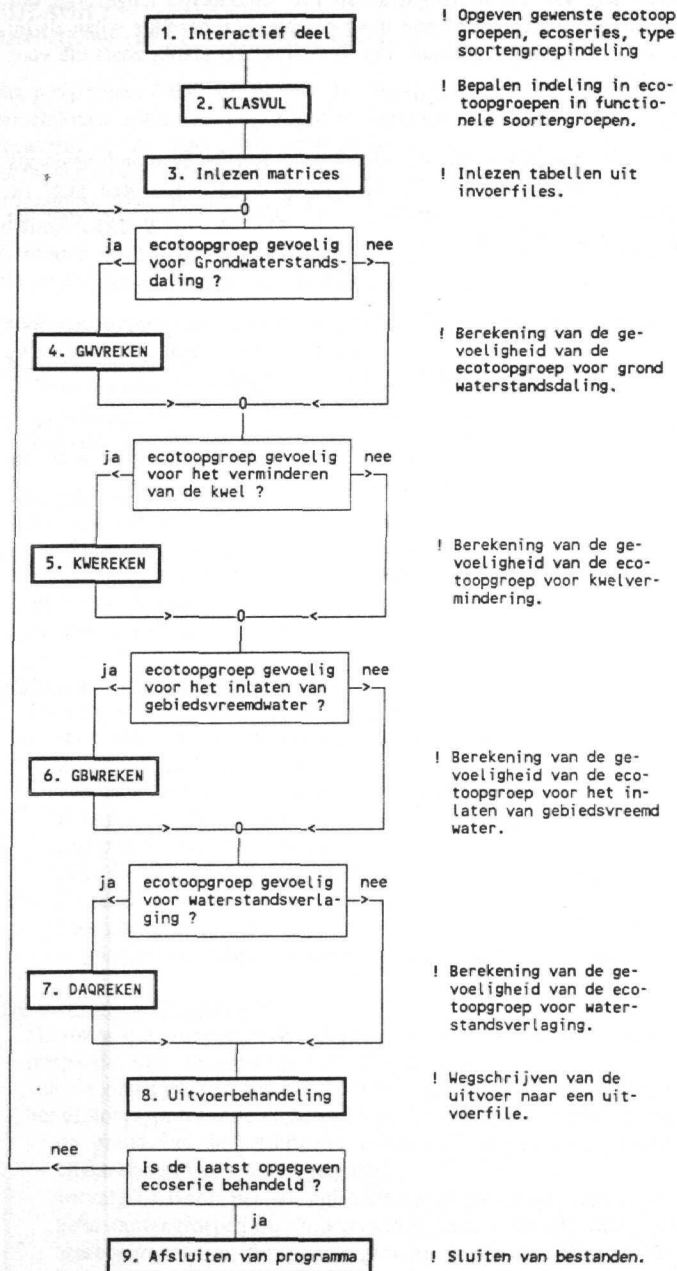 1. Interactief deel
! Opgeven gewenste ecotoop
groepen, ecoseries, type
soortengroepindeling
2. KLASVUL
! Bepalen indeling in eco-
toopgroepen in functio-
nele soortengroepen.
3. Inlezen matrices
! Inlezen tabellen uit
invoerfiles.
> 0
ja
ecotoopgroep gevoelig
voor Grondwaterstands-
daling ?
nee
< >
4. GWVREKEN
! Berekening van de ge-
voeligheid van de
ecotoopgroep voor grond
waterstandsdaling.
> 0 <
ja
ecotoopgroep gevoelig
voor het verminderen
van de kwel ?
nee
< >
5. KWEREKEN
! Berekening van de ge-
voeligheid van de eco-
toopgroep voor kwelver-
mindering.
> 0 <
ja
ecotoopgroep gevoelig
voor het inlaten van
gebiedsvreemdwater ?
nee
< >
6. GBWREKEN
! Berekening van de ge-
voeligheid van de eco-
toopgroep voor het in-
laten van gebiedsvreemd
water.
> 0 <
ja
ecotoopgroep gevoelig
voor waterstandsverla-
ging ?
nee
< >
7. DAQREKEN
! Berekening van de ge-
voeligheid van de eco-
toopgroep voor water-
standsverlaging.
> <
8. Uitvoerbehandeling
! Wegschrijven van de
uitvoer naar een uit-
voerfile.
nee
<
Is de laatst opgegeven
ecoserie behandeld ?
ja
9. Afsluiten van programma
! Sluiten van bestanden.